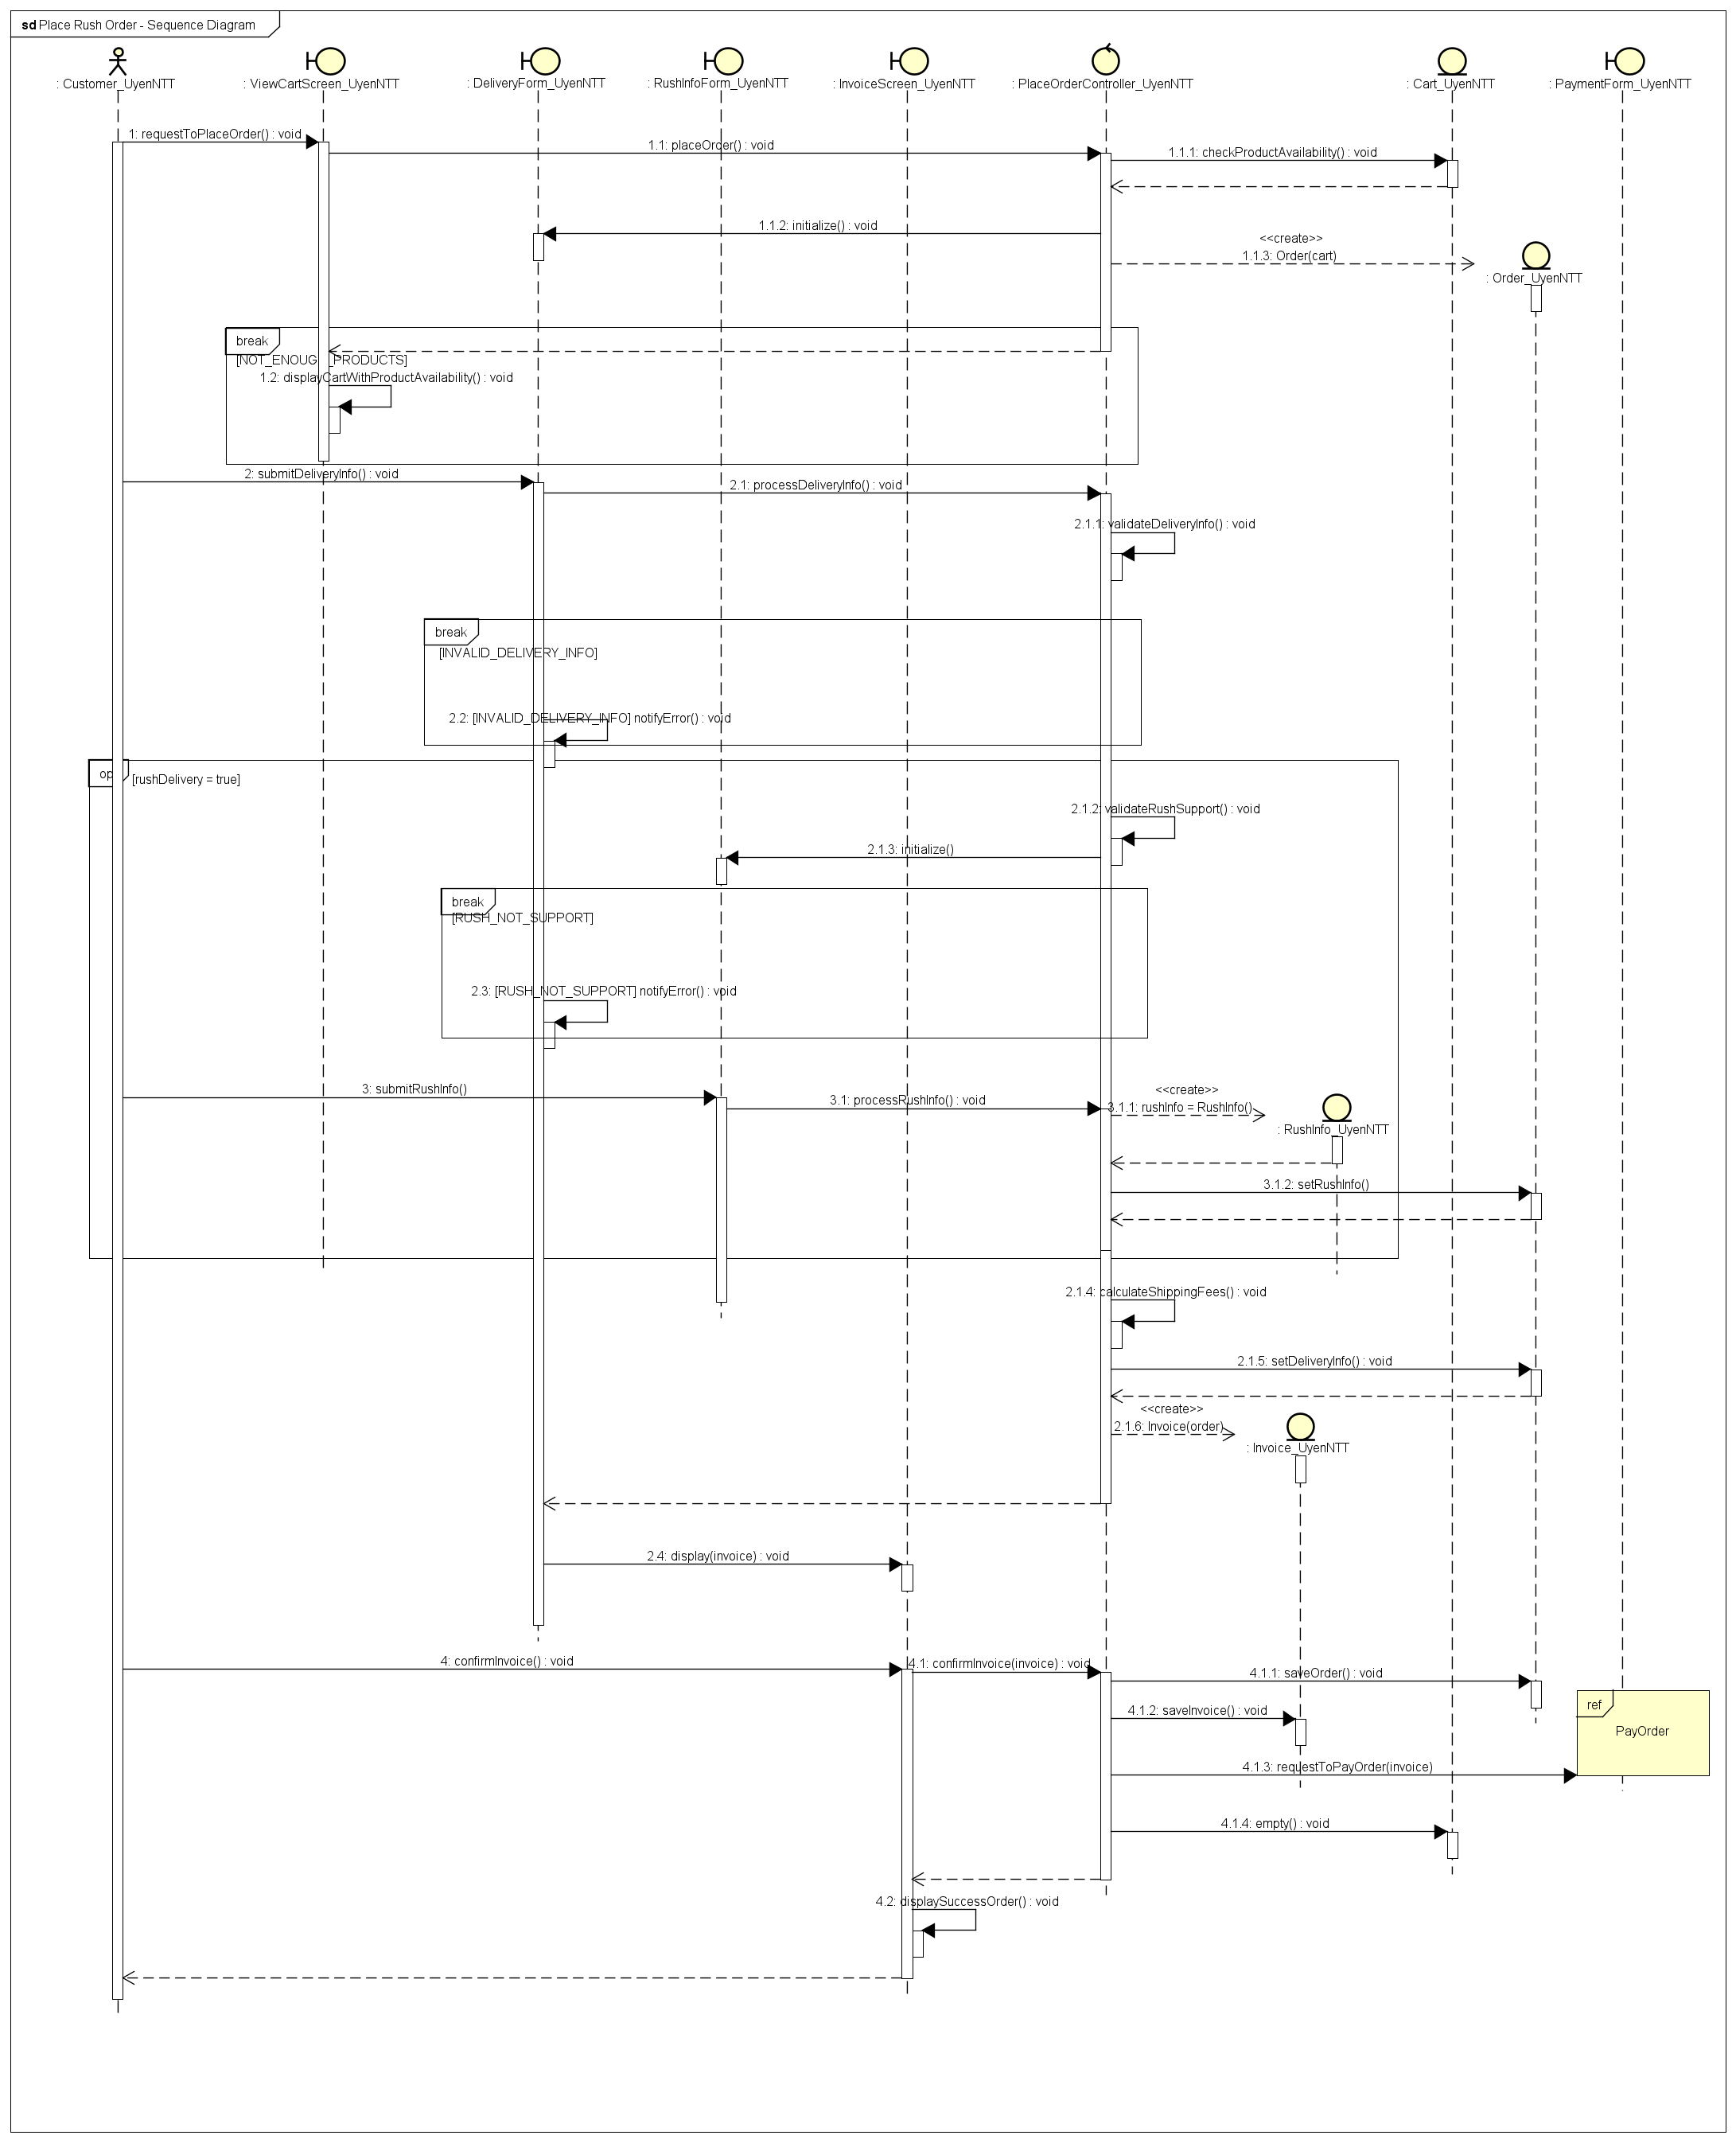 sd Place Rush Order - Sequence Diagram
: Customer_UyenNTT
: ViewCartScreen_UyenNTT
: DeliveryForm_UyenNTT
: RushInfoForm_UyenNTT
: InvoiceScreen_UyenNTT
: PlaceOrderController_UyenNTT
: Cart_UyenNTT
: PaymentForm_UyenNTT
1: requestToPlaceOrder() : void
1.1: placeOrder() : void
1.1.1: checkProductAvailability() : void
1.1.2: initialize() : void
<<create>>
1.1.3: Order(cart)
: Order_UyenNTT
break
[NOT_ENOUGH_PRODUCTS]
1.2: displayCartWithProductAvailability() : void
2: submitDeliveryInfo() : void
2.1: processDeliveryInfo() : void
2.1.1: validateDeliveryInfo() : void
break
[INVALID_DELIVERY_INFO]
2.2: [INVALID_DELIVERY_INFO] notifyError() : void
opt
[rushDelivery = true]
2.1.2: validateRushSupport() : void
2.1.3: initialize()
break
[RUSH_NOT_SUPPORT]
2.3: [RUSH_NOT_SUPPORT] notifyError() : void
3: submitRushInfo()
3.1: processRushInfo() : void
<<create>>
3.1.1: rushInfo = RushInfo()
: RushInfo_UyenNTT
3.1.2: setRushInfo()
2.1.4: calculateShippingFees() : void
2.1.5: setDeliveryInfo() : void
<<create>>
2.1.6: Invoice(order)
: Invoice_UyenNTT
2.4: display(invoice) : void
4: confirmInvoice() : void
4.1: confirmInvoice(invoice) : void
4.1.1: saveOrder() : void
ref
PayOrder
4.1.2: saveInvoice() : void
4.1.3: requestToPayOrder(invoice)
4.1.4: empty() : void
4.2: displaySuccessOrder() : void